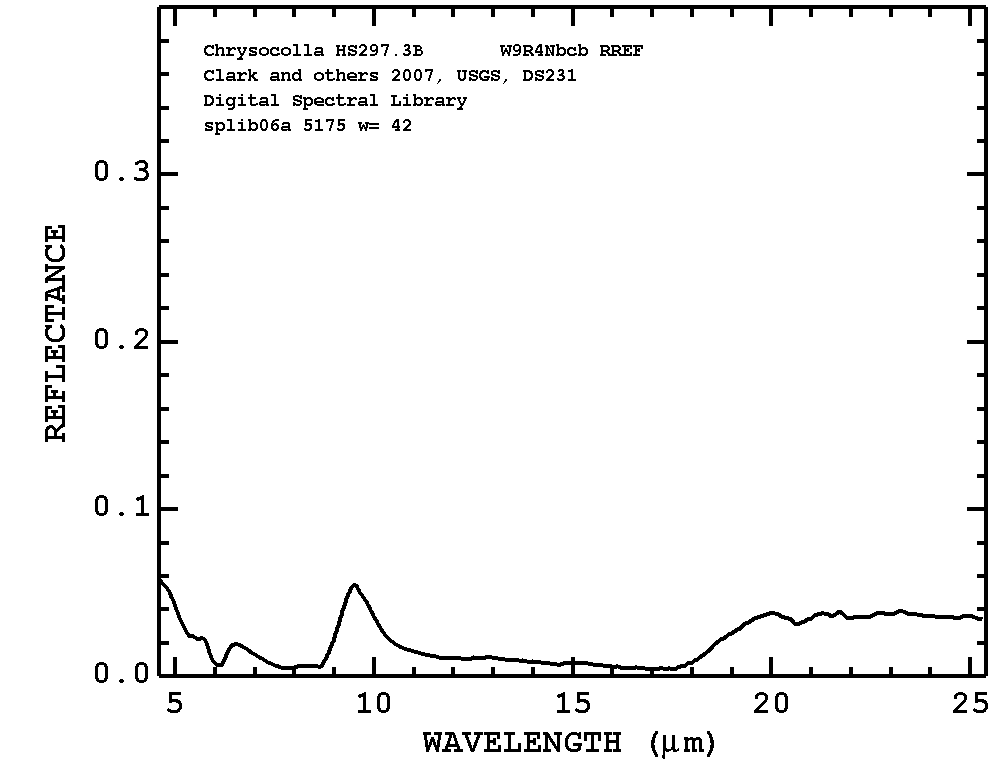 Chrysocolla HS297.3B W9R4Nbcb RREF
Clark and others 2007, USGS, DS231
Digital Spectral Library
splib06a 5175 w= 42
0.3
0.2
0.1
0.0
REFLECTANCE
5 10 15 20 25
WAVELENGTH (μm)